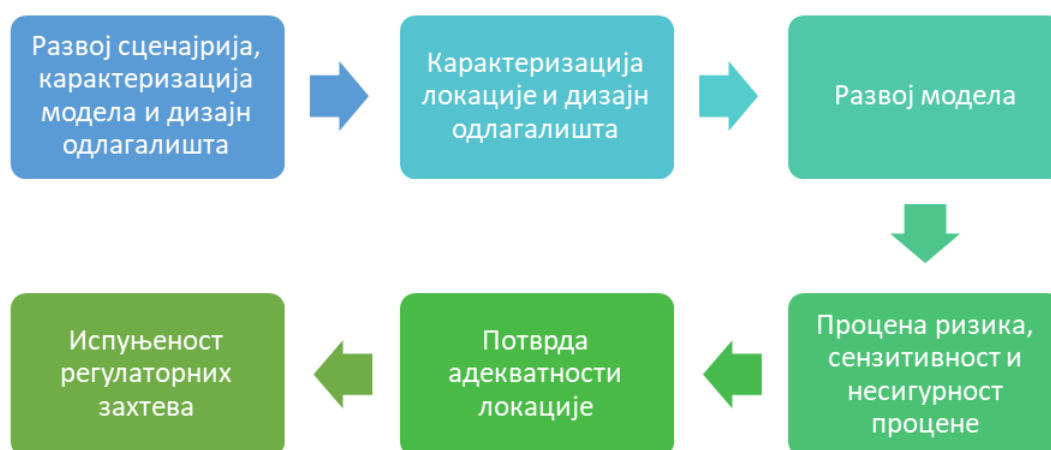 Развој сценајрија,
карактеризација
модела и дизајн
одлагалишта
Карактеризација
локације и дизајн
одлагалишта
Развој модела
Процена ризика,
сензитивност и
несигурност
процене
Потврда
адекватности
локације
Испуњеност
регулаторних
захтева